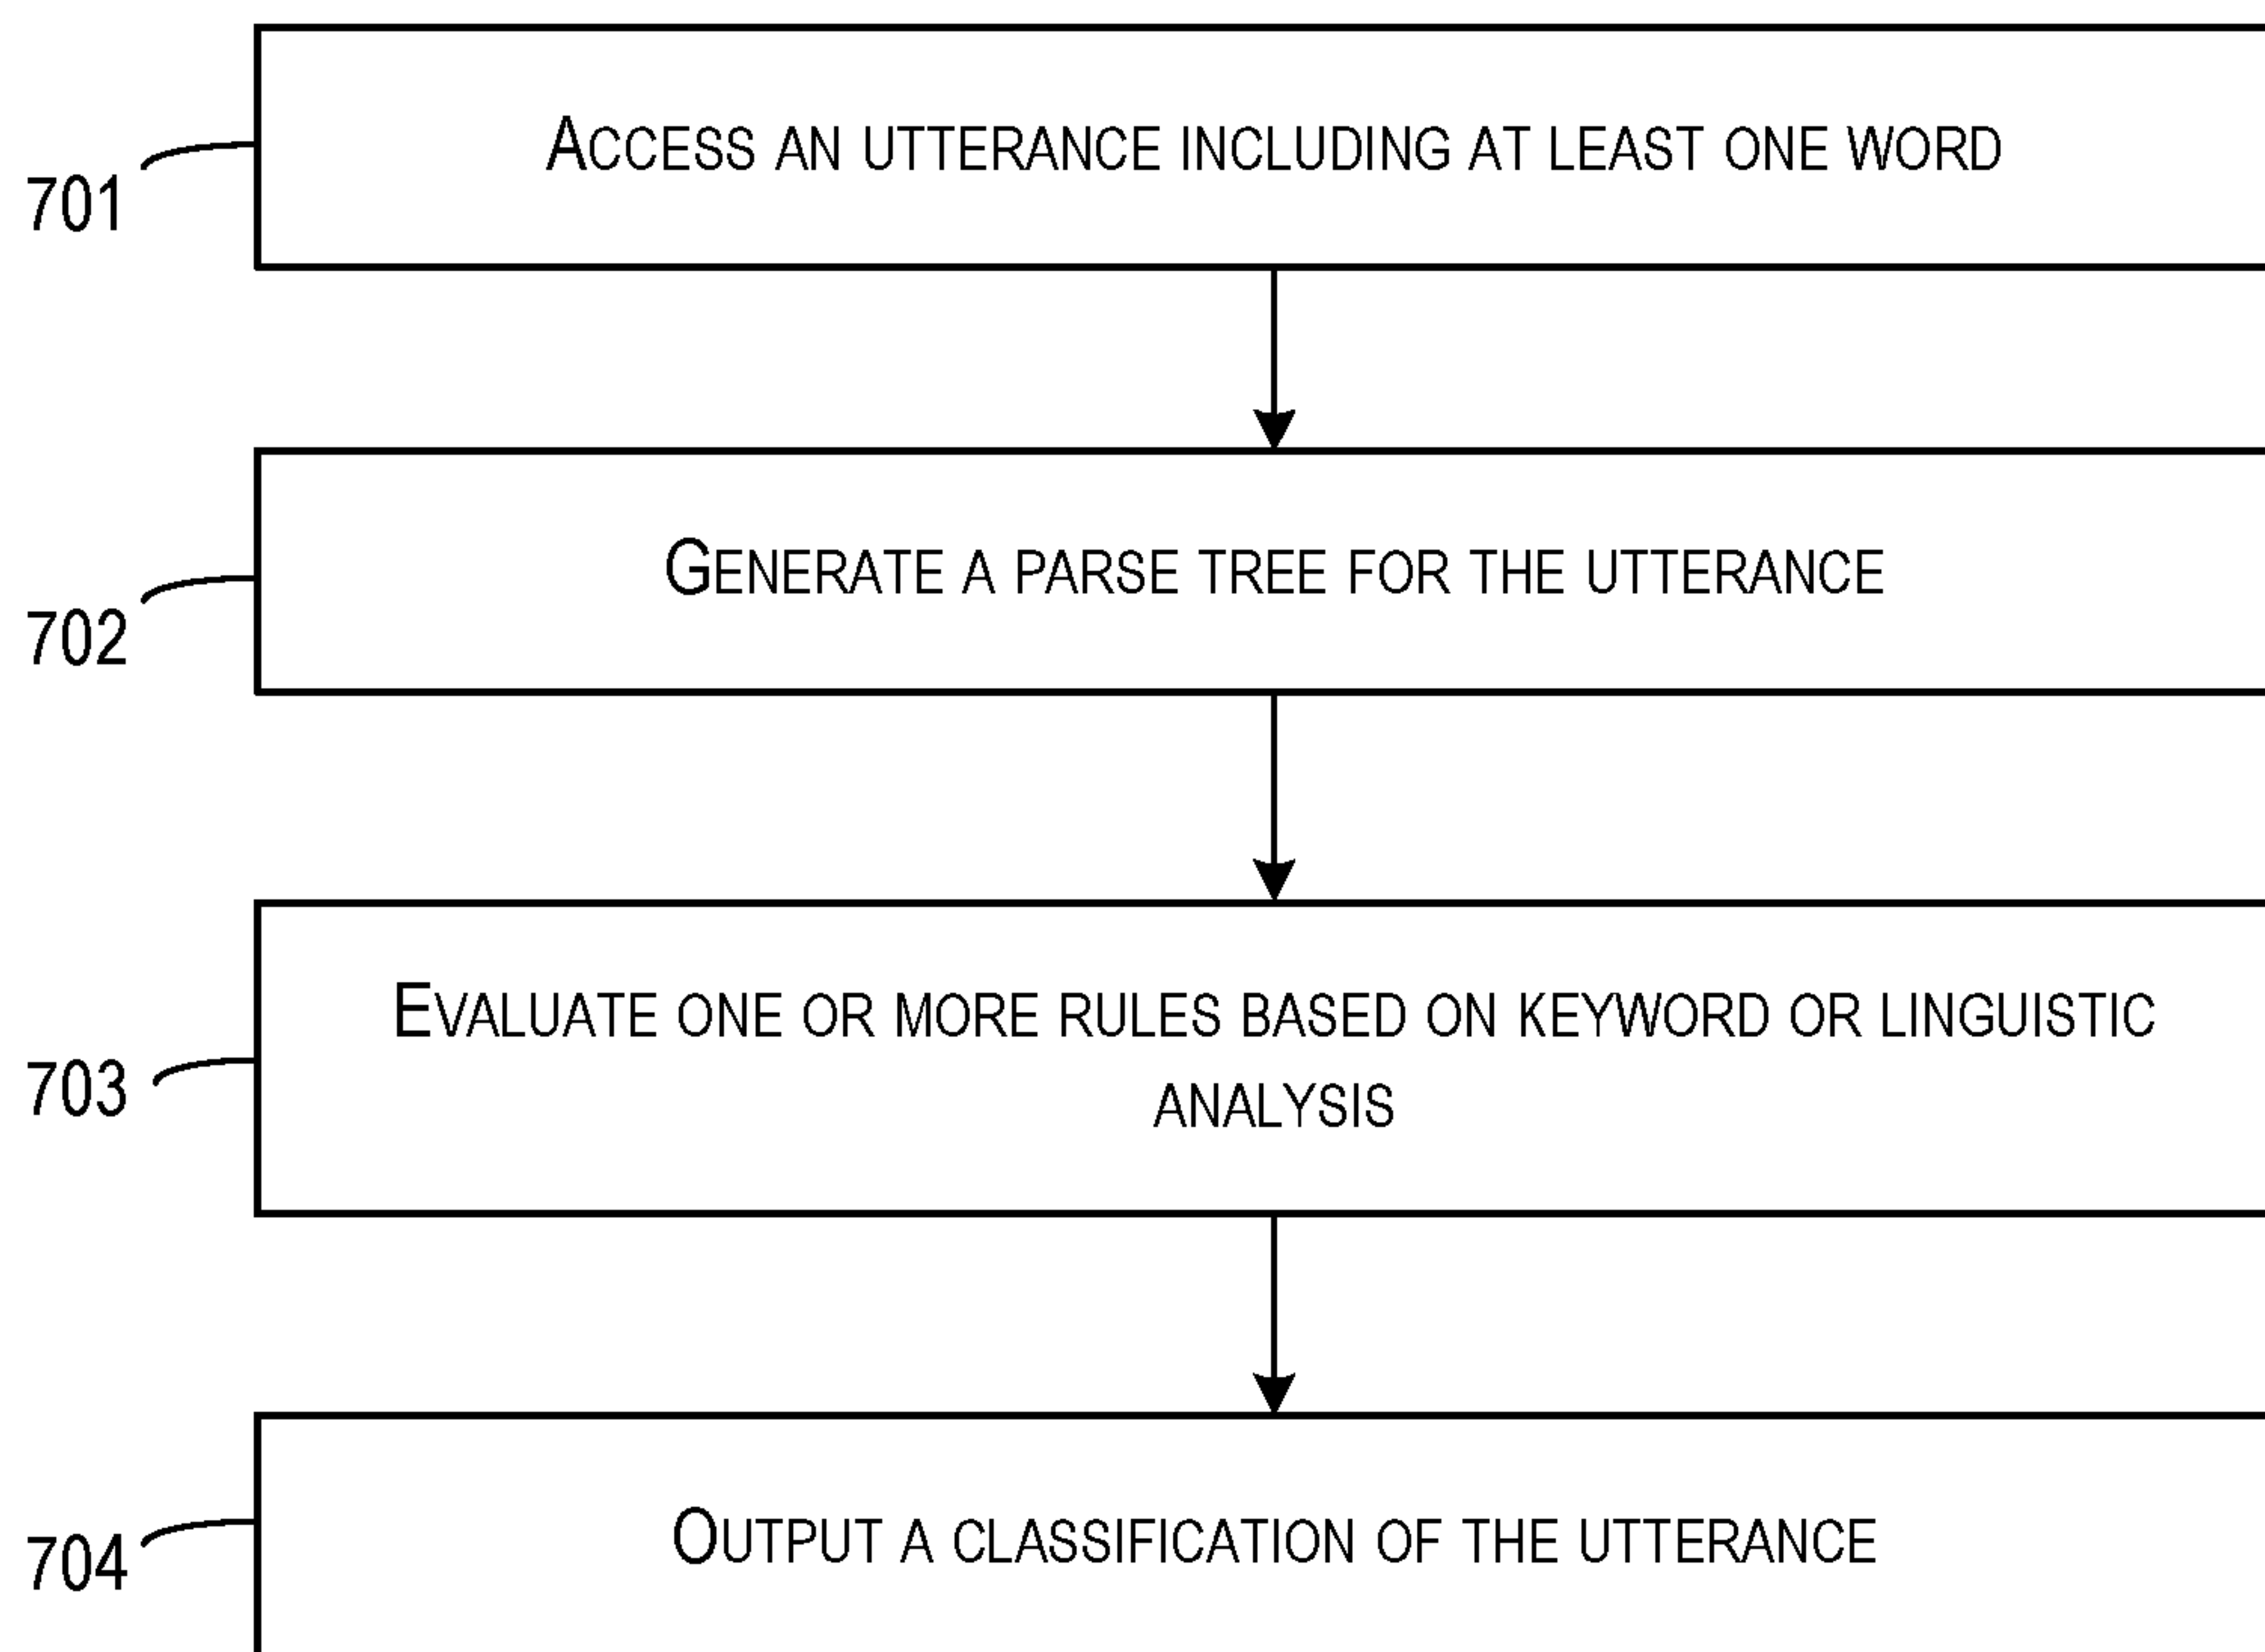 701
ACCESS AN UTTERANCE INCLUDING AT LEAST ONE WORD
702
GENERATE A PARSE TREE FOR THE UTTERANCE
703
EVALUATE ONE OR MORE RULES BASED ON KEYWORD OR LINGUISTIC
ANALYSIS
704
OUTPUT A CLASSIFICATION OF THE UTTERANCE